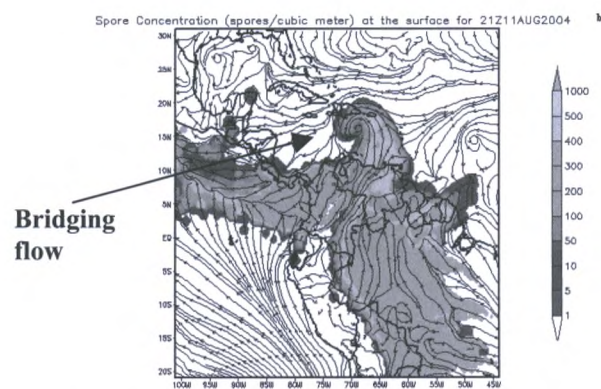 Spore Concentration (spores/cubic meter) at the surface for 21Z11AUG2004
b
30N
25N
20N
15N
10N
5N
EQ
5S
10S
15S
20S
100W 95W 90W 85W 80W 75W 70W 65W 60W 55W 50W 45W
1000
500
400
300
200
100
50
10
5
1
Bridging
flow